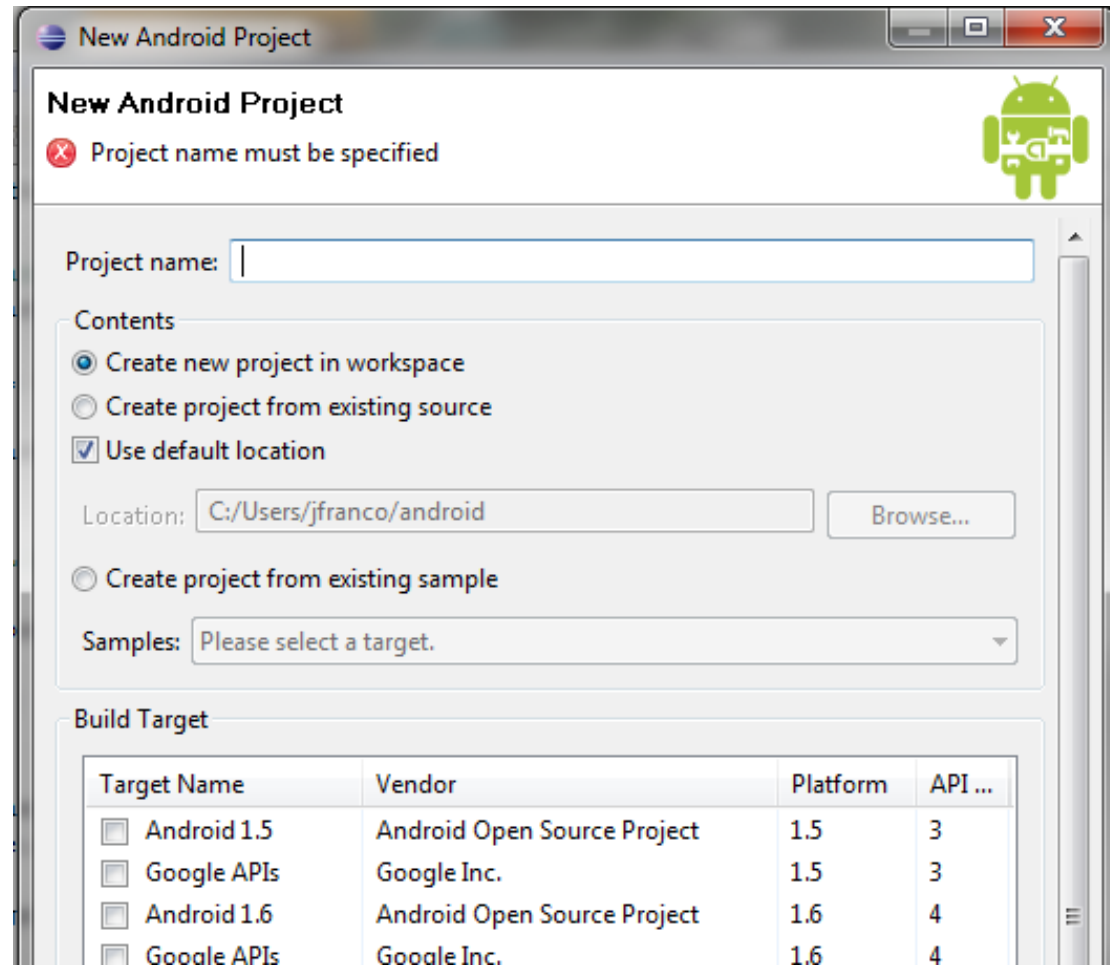 New Android Project
New Android Project
Project name must be specified
Project name:
Contents
Create new project in workspace
Create project from existing source
Use default location
Location: C:/Users/jfranco/android Browse...
Create project from existing sample
Samples: Please select a target.
Build Target
Target Name Vendor Platform API ...
Android 1.5 Android Open Source Project 1.5 3
Google APIs Google Inc. 1.5 3
Android 1.6 Android Open Source Project 1.6 4
Google APIs Google Inc. 1.6 4